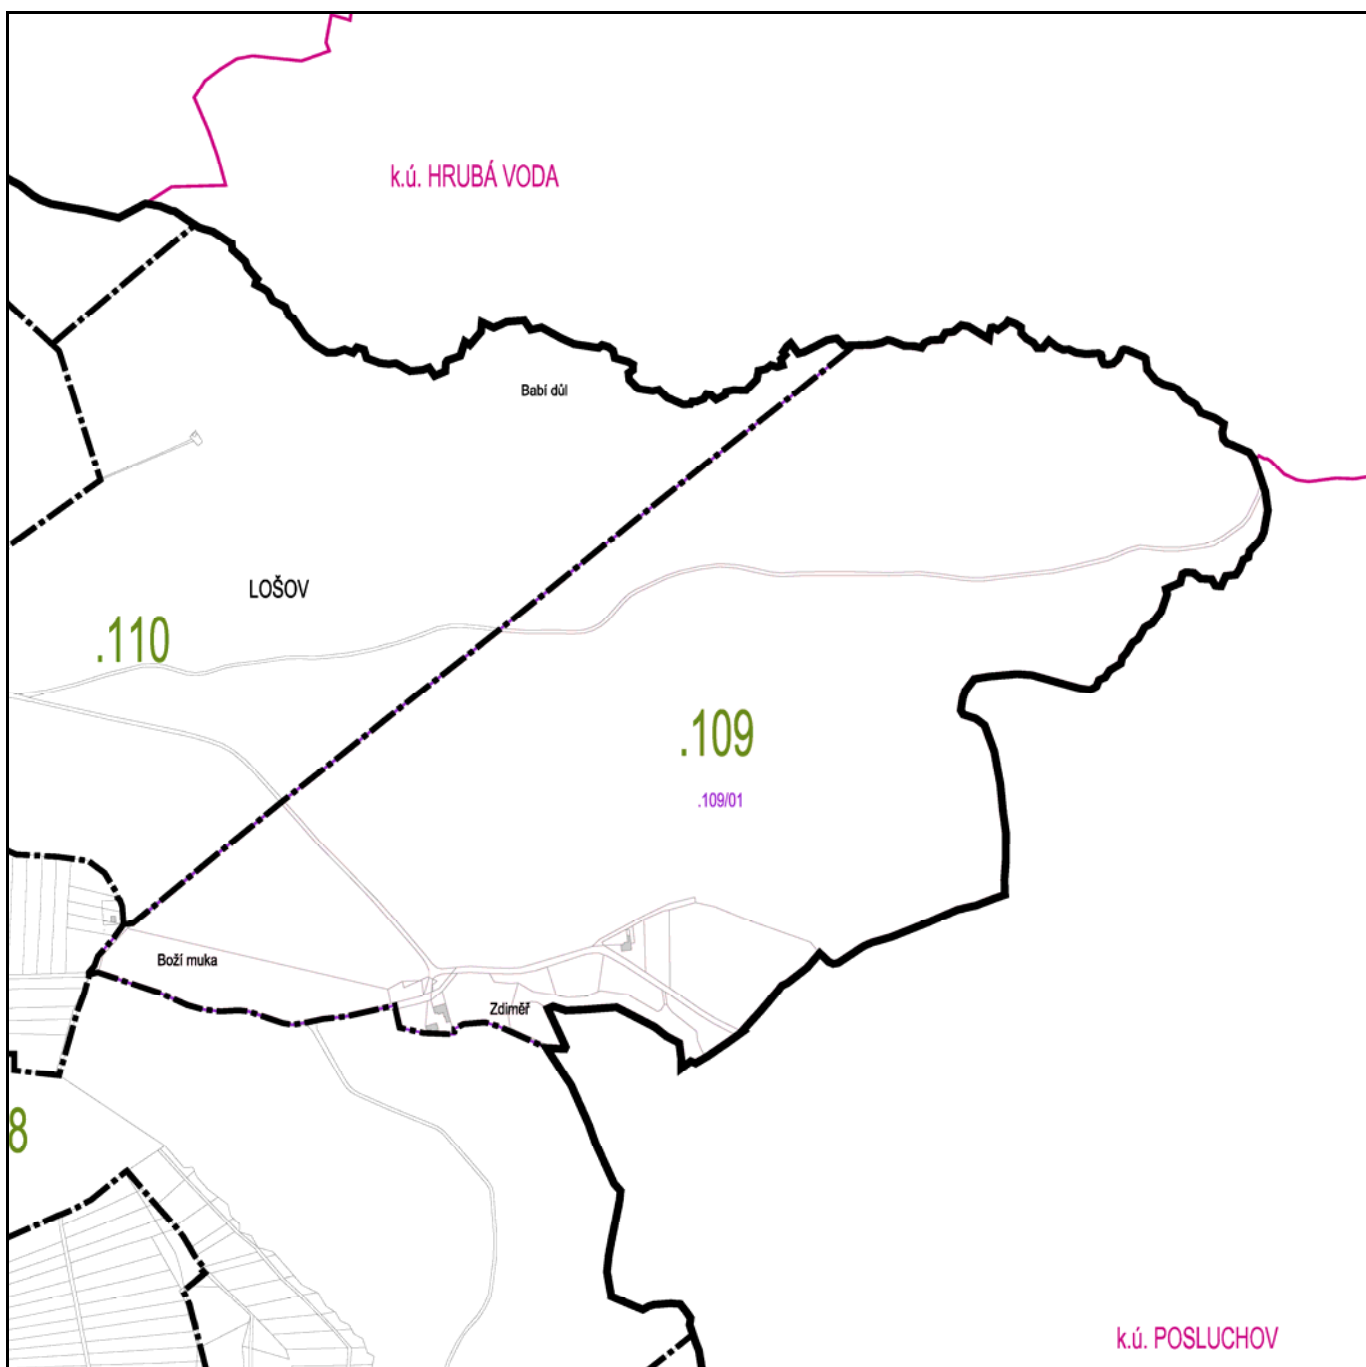 k.ú. HRUBÁ VODA
Babí důl
LOŠOV
.110
.109
.109/01
Boží muka
Zdiměř
8
k.ú. POSLUCHOV